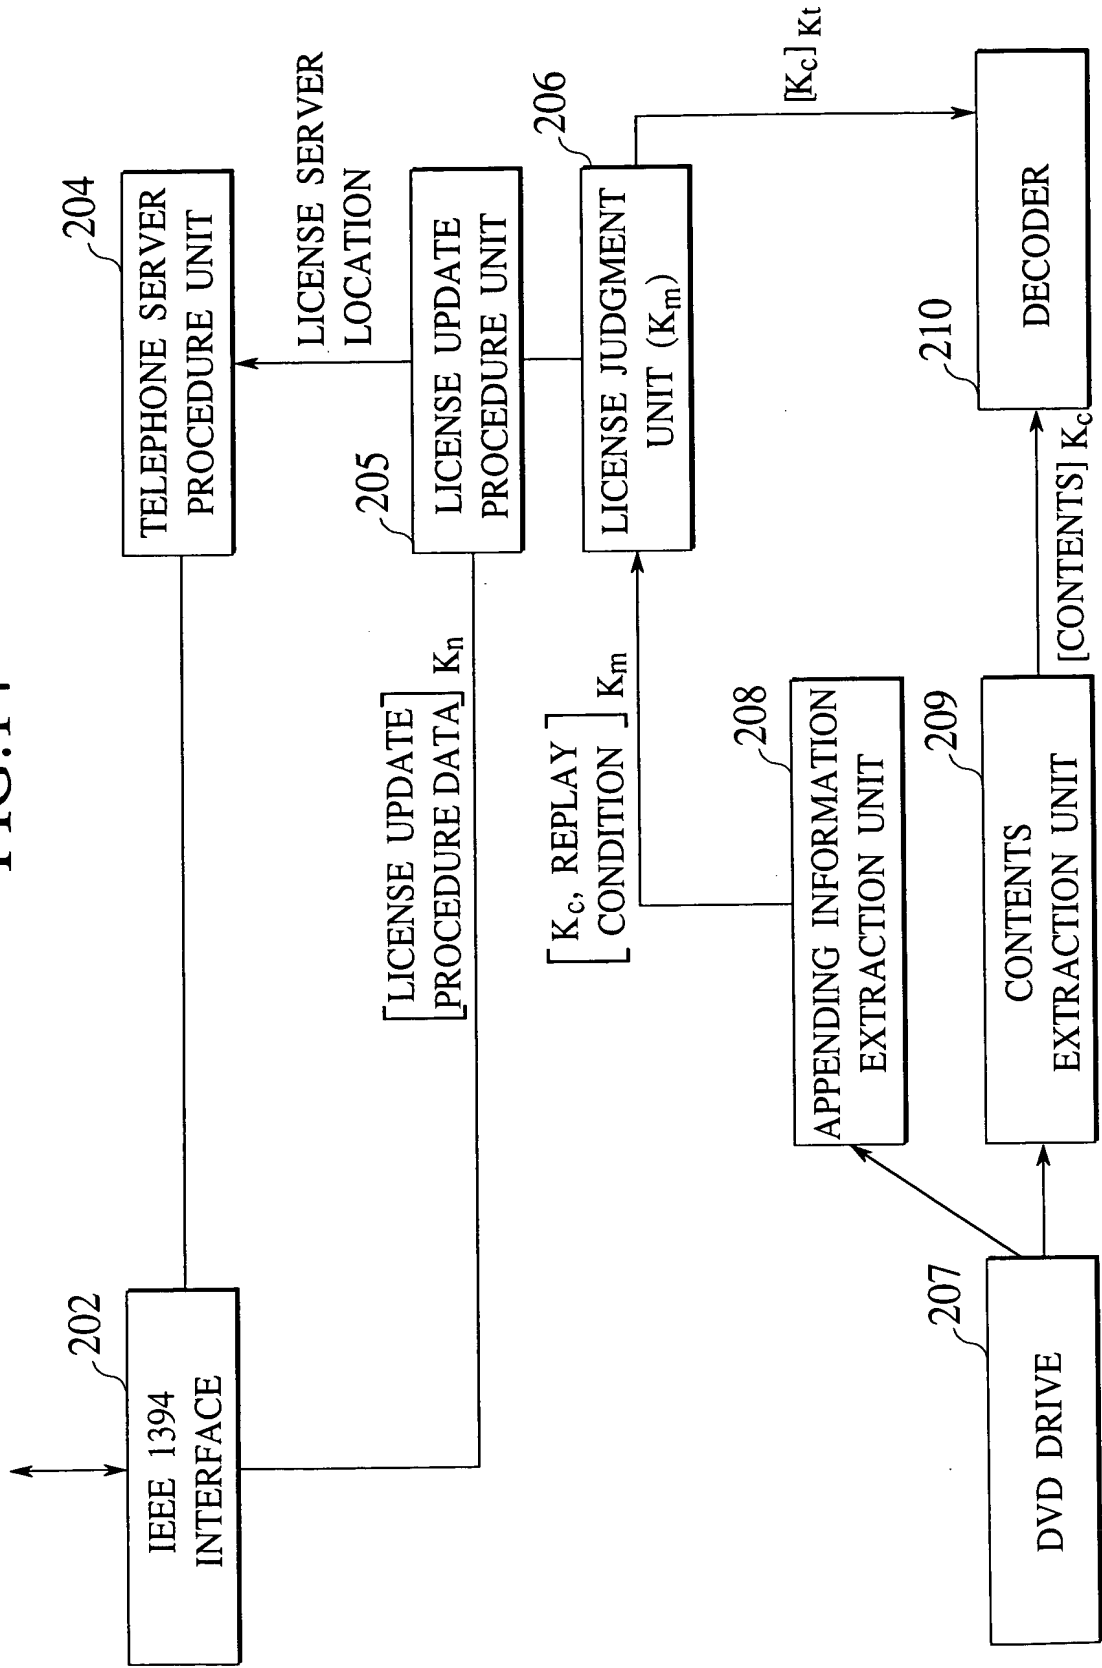 202
IEEE 1394
INTERFACE
204
TELEPHONE SERVER
PROCEDURE UNIT
LICENSE SERVER
LOCATION
[LICENSE UPDATE
PROCEDURE DATA] Kn
205
LICENSE UPDATE
PROCEDURE UNIT
[Kc, REPLAY
CONDITION] Km
206
LICENSE JUDGMENT
UNIT (Km)
[Kc] Kt
208
APPENDING INFORMATION
EXTRACTION UNIT
207
DVD DRIVE
209
CONTENTS
EXTRACTION UNIT
[CONTENTS] Kc
210
DECODER